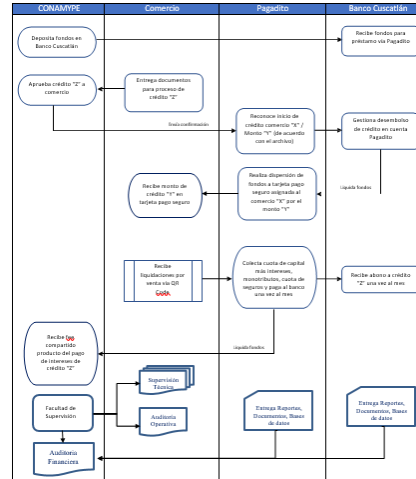 CONAMYPE
Comercio
Pagadito
Banco Cuscatlán
Deposita fondos en
Banco Cuscatlán
Recibe fondos para
préstamo vía Pagadito
Aprueba crédito "Z" a
comercio
Entrega documentos
para proceso de
crédito "Z"
Envía confirmación
Reconoce inicio de
crédito comercio "X" /
Monto "Y" (de acuerdo
con el archivo)
Gestiona desembolso
de crédito en cuenta
Pagadito
Recibe monto de
crédito "Y" en
tarjeta pago seguro
Realiza dispersión de
fondos a tarjeta pago
seguro asignada al
comercio "X" por el
monto "Y"
Liquida fondos
Recibe
liquidaciones por
venta vía QR
Code
Colecta cuota de capital
más intereses,
monotributos, cuota de
seguros y paga al banco
una vez al mes
Recibe abono a crédito
"Z" una vez al mes
Recibe
compartido
producto del pago
de intereses de
crédito "Z"
Liquida fondos
Facultad de
Supervisión
Supervisión
Técnica
Auditoria
Operativa
Entrega Reportes,
Documentos, Bases
de datos
Entrega Reportes,
Documentos, Bases
de datos
Auditoria
Financiera